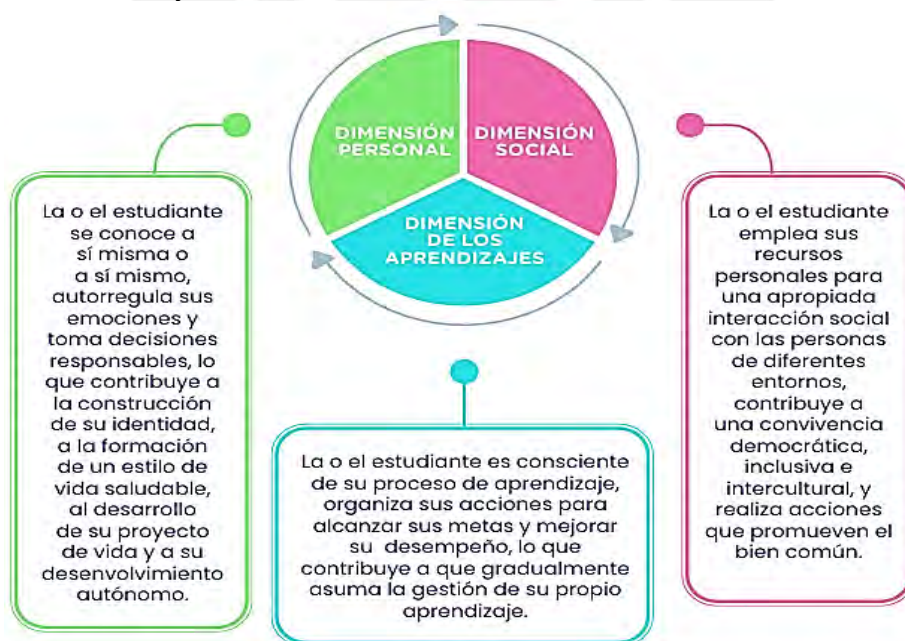 DIMENSIÓN
PERSONAL
DIMENSIÓN
SOCIAL
DIMENSIÓN
DE LOS
APRENDIZAJES
La o el estudiante
se conoce a
sí misma o
a sí mismo,
autorregula sus
emociones y
toma decisiones
responsables, lo
que contribuye a
la construcción
de su identidad,
a la formación
de un estilo de
vida saludable,
al desarrollo
de su proyecto
de vida y a su
desenvolvimiento
autónomo.
La o el estudiante es consciente
de su proceso de aprendizaje,
organiza sus acciones para
alcanzar sus metas y mejorar
su desempeño, lo que
contribuye a que gradualmente
asuma la gestión de su propio
aprendizaje.
La o el estudiante
emplea sus
recursos
personales para
una apropiada
interacción social
con las personas
de diferentes
entornos,
contribuye a
una convivencia
democrática,
inclusiva e
intercultural, y
realiza acciones
que promueven el
bien común.